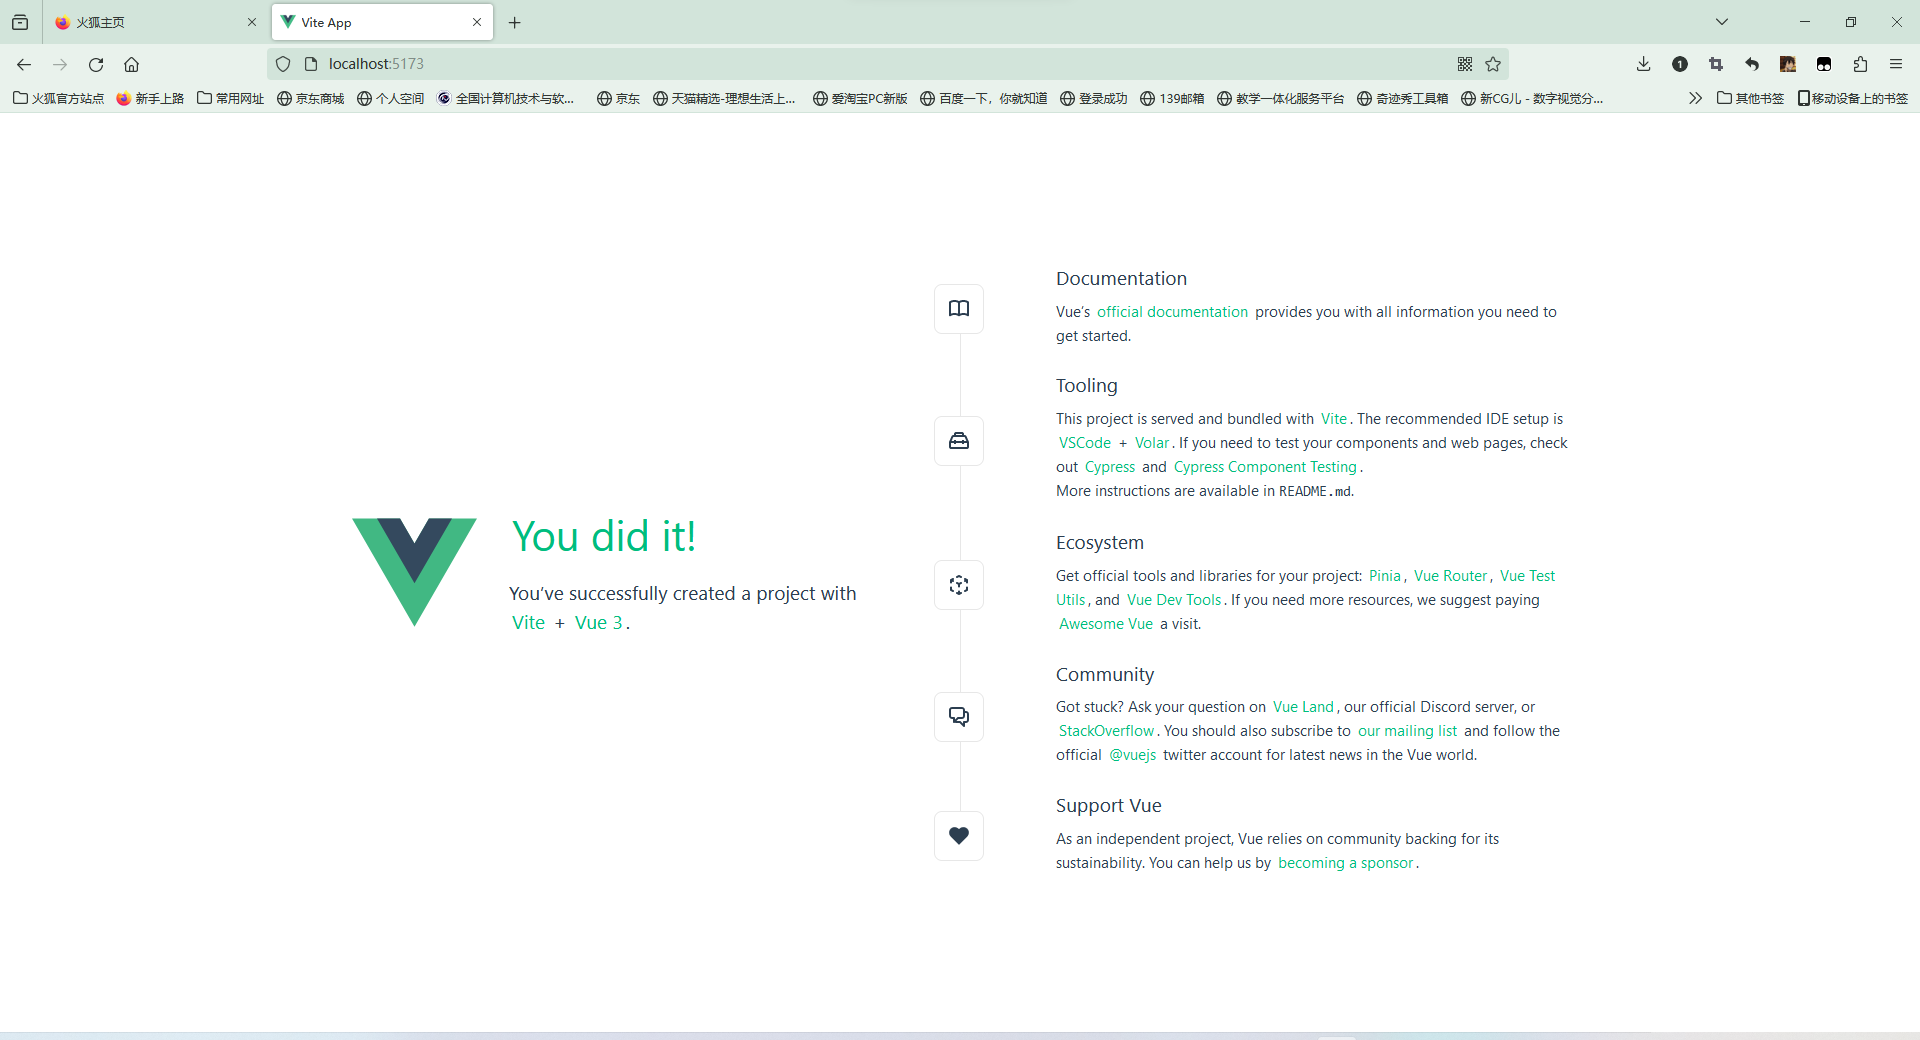 火狐主页
Vite App
localhost:5173
火狐官方站点 新手上路 常用网址 京东商城 个人空间 全国计算机技术与软... 京东 天猫精选-理想生活上... 爱淘宝PC新版 百度一下，你就知道 登录成功 139邮箱 教学一体化服务平台 奇迹秀工具箱 新CG儿 - 数字视觉分... 其他书签 移动设备上的书签
You did it!
You’ve successfully created a project with
Vite + Vue 3.
Documentation
Vue’s official documentation provides you with all information you need to
get started.
Tooling
This project is served and bundled with Vite. The recommended IDE setup is
VSCode + Volar. If you need to test your components and web pages, check
out Cypress and Cypress Component Testing.
More instructions are available in README.md.
Ecosystem
Get official tools and libraries for your project: Pinia, Vue Router, Vue Test
Utils, and Vue Dev Tools. If you need more resources, we suggest paying
Awesome Vue a visit.
Community
Got stuck? Ask your question on Vue Land, our official Discord server, or
StackOverflow. You should also subscribe to our mailing list and follow the
official @vuejs twitter account for latest news in the Vue world.
Support Vue
As an independent project, Vue relies on community backing for its
sustainability. You can help us by becoming a sponsor.